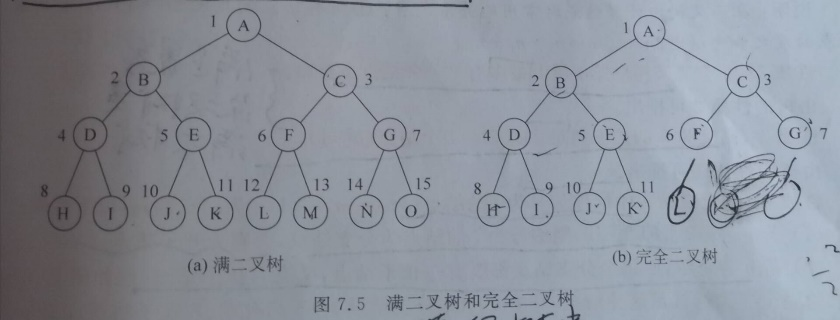 1 A 1 A
2 B C 3 2 B C 3
4 D 5 E 6 F G 7 4 D 5 E 6 F G 7
8 9 10 11 12 13 14 15 8 9 10 11
H I J K L M N O H I J K L
(a) 满二叉树 (b) 完全二叉树
图 7.5 满二叉树和完全二叉树